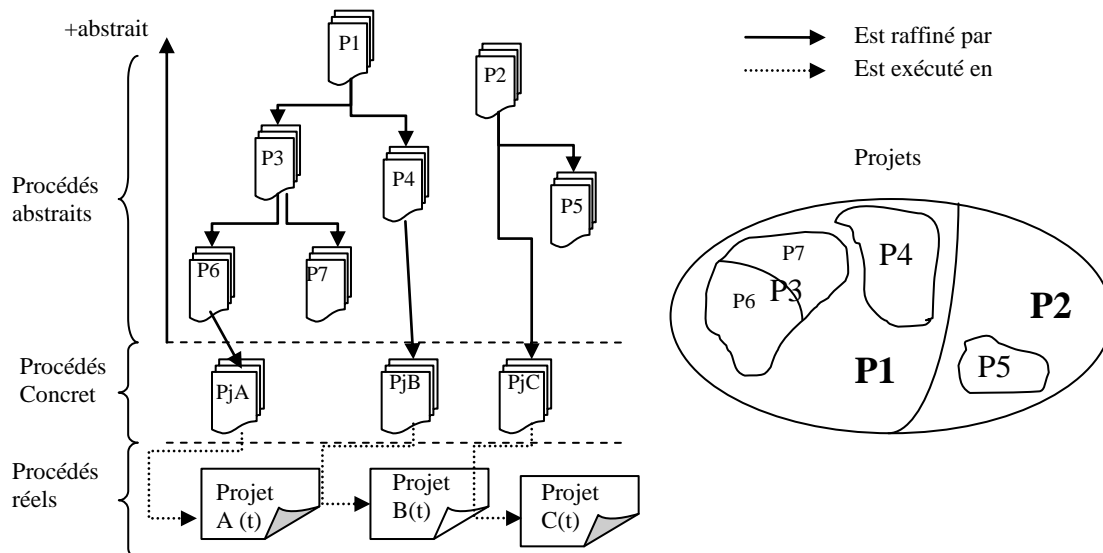 +abstrait
P1
P2
Est raffiné par
Est exécuté en
P3
P4
P5
Procédés
abstraits
P6
P7
Projets
P7
P4
P6
P3
P2
P5
P1
Procédés
Concret
PjA
PjB
PjC
Procédés
réels
Projet
A (t)
Projet
B(t)
Projet
C(t)